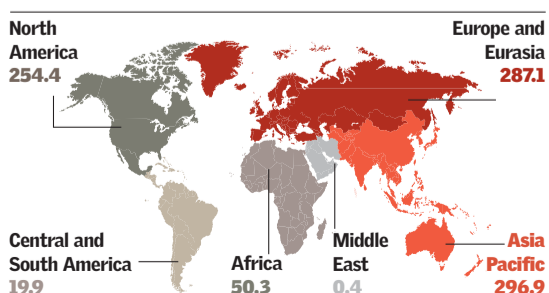 North
America
254.4
Europe and
Eurasia
287.1
Central and
South America
19.9
Africa
50.3
Middle
East
0.4
Asia
Pacific
296.9